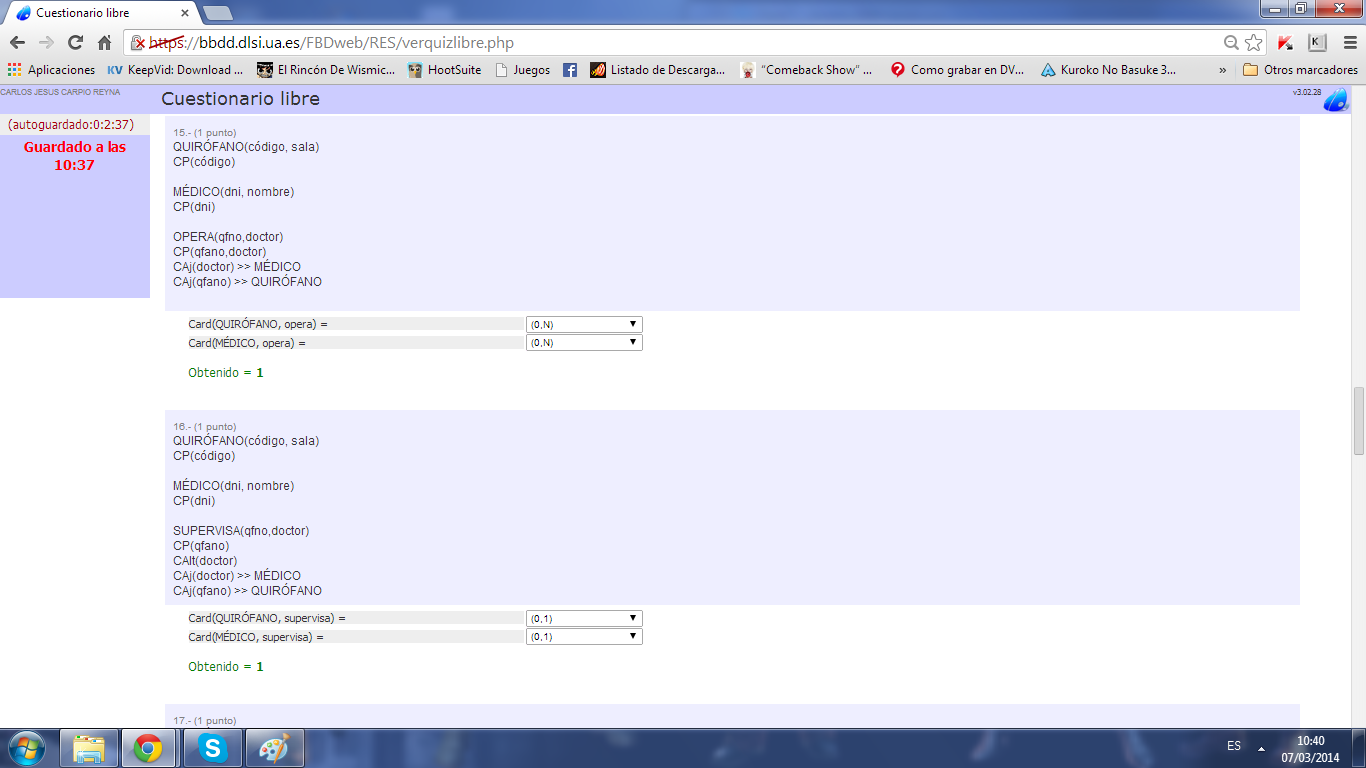 Cuestionario libre
https://bbdd.dlsi.ua.es/FBDweb/RES/verquizlibre.php
Aplicaciones KeepVid: Download ... El Rincón De Wismic... HootSuite Juegos Listado de Descarga... "Comeback Show" ... Como grabar en DV... Kuroko No Basuke 3... » Otros marcadores
CARLOS JESUS CARPIO REYNA
Cuestionario libre
v3.02.28
(autoguardado:0:2:37)
Guardado a las
10:37
15.- (1 punto)
QUIRÓFANO(código, sala)
CP(código)
MÉDICO(dni, nombre)
CP(dni)
OPERA(qfno,doctor)
CP(qfano,doctor)
CAj(doctor) >> MÉDICO
CAj(qfano) >> QUIRÓFANO
Card(QUIRÓFANO, opera) = (0,N)
Card(MÉDICO, opera) = (0,N)
Obtenido = 1
16.- (1 punto)
QUIRÓFANO(código, sala)
CP(código)
MÉDICO(dni, nombre)
CP(dni)
SUPERVISA(qfno,doctor)
CP(qfano)
CAlt(doctor)
CAj(doctor) >> MÉDICO
CAj(qfano) >> QUIRÓFANO
Card(QUIRÓFANO, supervisa) = (0,1)
Card(MÉDICO, supervisa) = (0,1)
Obtenido = 1
17.- (1 punto)
ES
10:40
07/03/2014